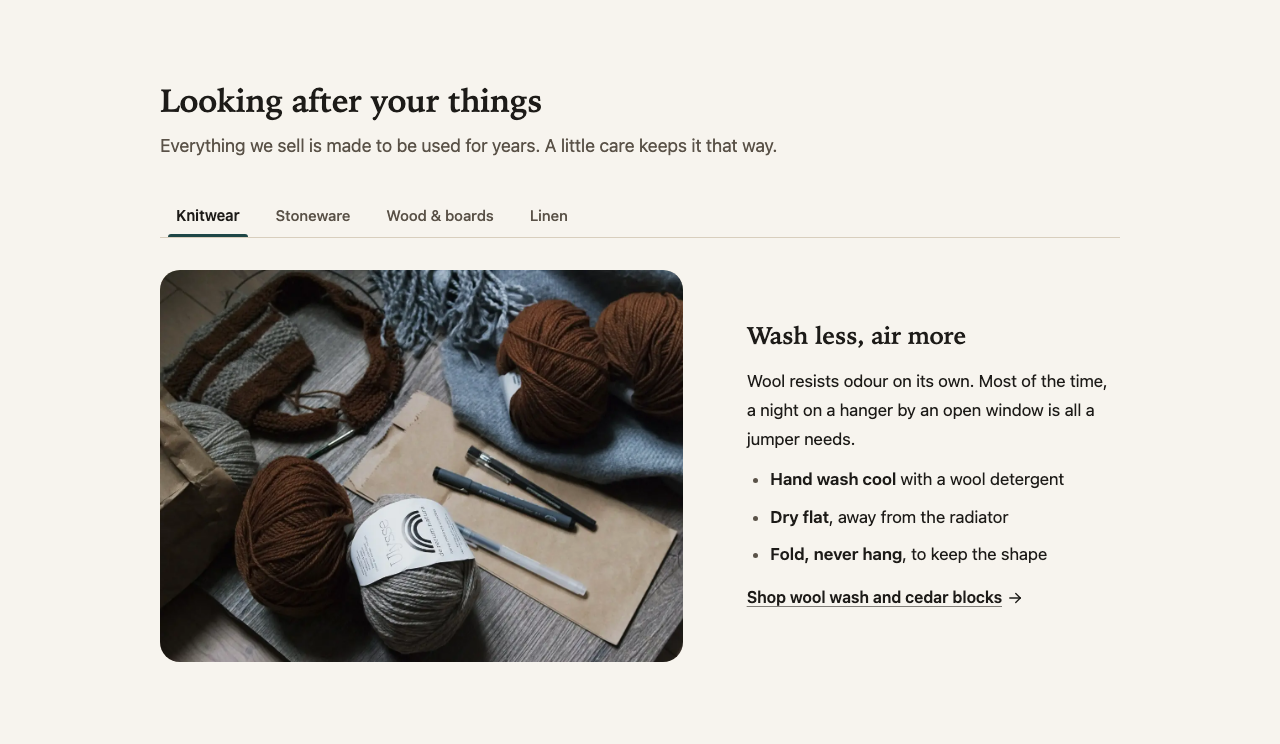 Looking after your things
Everything we sell is made to be used for years. A little care keeps it that way.
Knitwear
Stoneware
Wood & boards
Linen
Wash less, air more
Wool resists odour on its own. Most of the time,
a night on a hanger by an open window is all a
jumper needs.
• Hand wash cool with a wool detergent
• Dry flat, away from the radiator
• Fold, never hang, to keep the shape
Shop wool wash and cedar blocks →